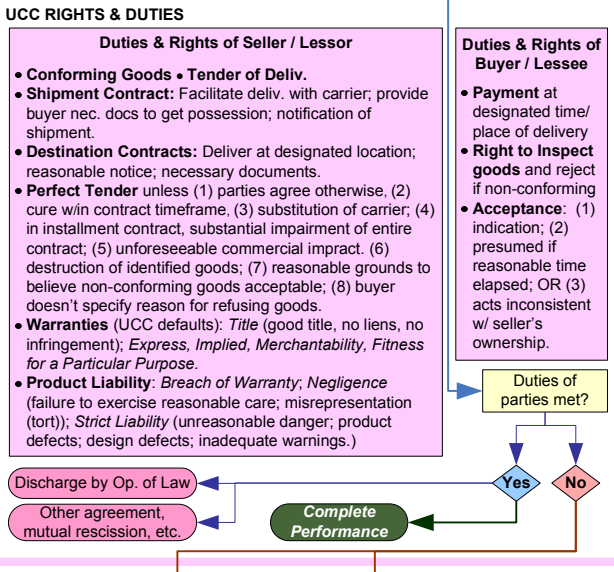 UCC RIGHTS & DUTIES
Duties & Rights of Seller / Lessor
• Conforming Goods • Tender of Deliv.
• Shipment Contract: Facilitate deliv. with carrier; provide
buyer nec. docs to get possession; notification of
shipment.
• Destination Contracts: Deliver at designated location;
reasonable notice; necessary documents.
• Perfect Tender unless (1) parties agree otherwise, (2)
cure w/in contract timeframe, (3) substitution of carrier; (4)
in installment contract, substantial impairment of entire
contract; (5) unforeseeable commercial impract. (6)
destruction of identified goods; (7) reasonable grounds to
believe non-conforming goods acceptable; (8) buyer
doesn't specify reason for refusing goods.
• Warranties (UCC defaults): Title (good title, no liens, no
infringement); Express, Implied, Merchantability, Fitness
for a Particular Purpose.
• Product Liability: Breach of Warranty; Negligence
(failure to exercise reasonable care; misrepresentation
(tort)); Strict Liability (unreasonable danger; product
defects; design defects; inadequate warnings.)
Duties & Rights of
Buyer / Lessee
• Payment at
designated time/
place of delivery
• Right to Inspect
goods and reject
if non-conforming
• Acceptance: (1)
indication; (2)
presumed if
reasonable time
elapsed; OR (3)
acts inconsistent
w/ seller's
ownership.
Duties of
parties met?
Yes
No
Discharge by Op. of Law
Other agreement,
mutual rescission, etc.
Complete
Performance